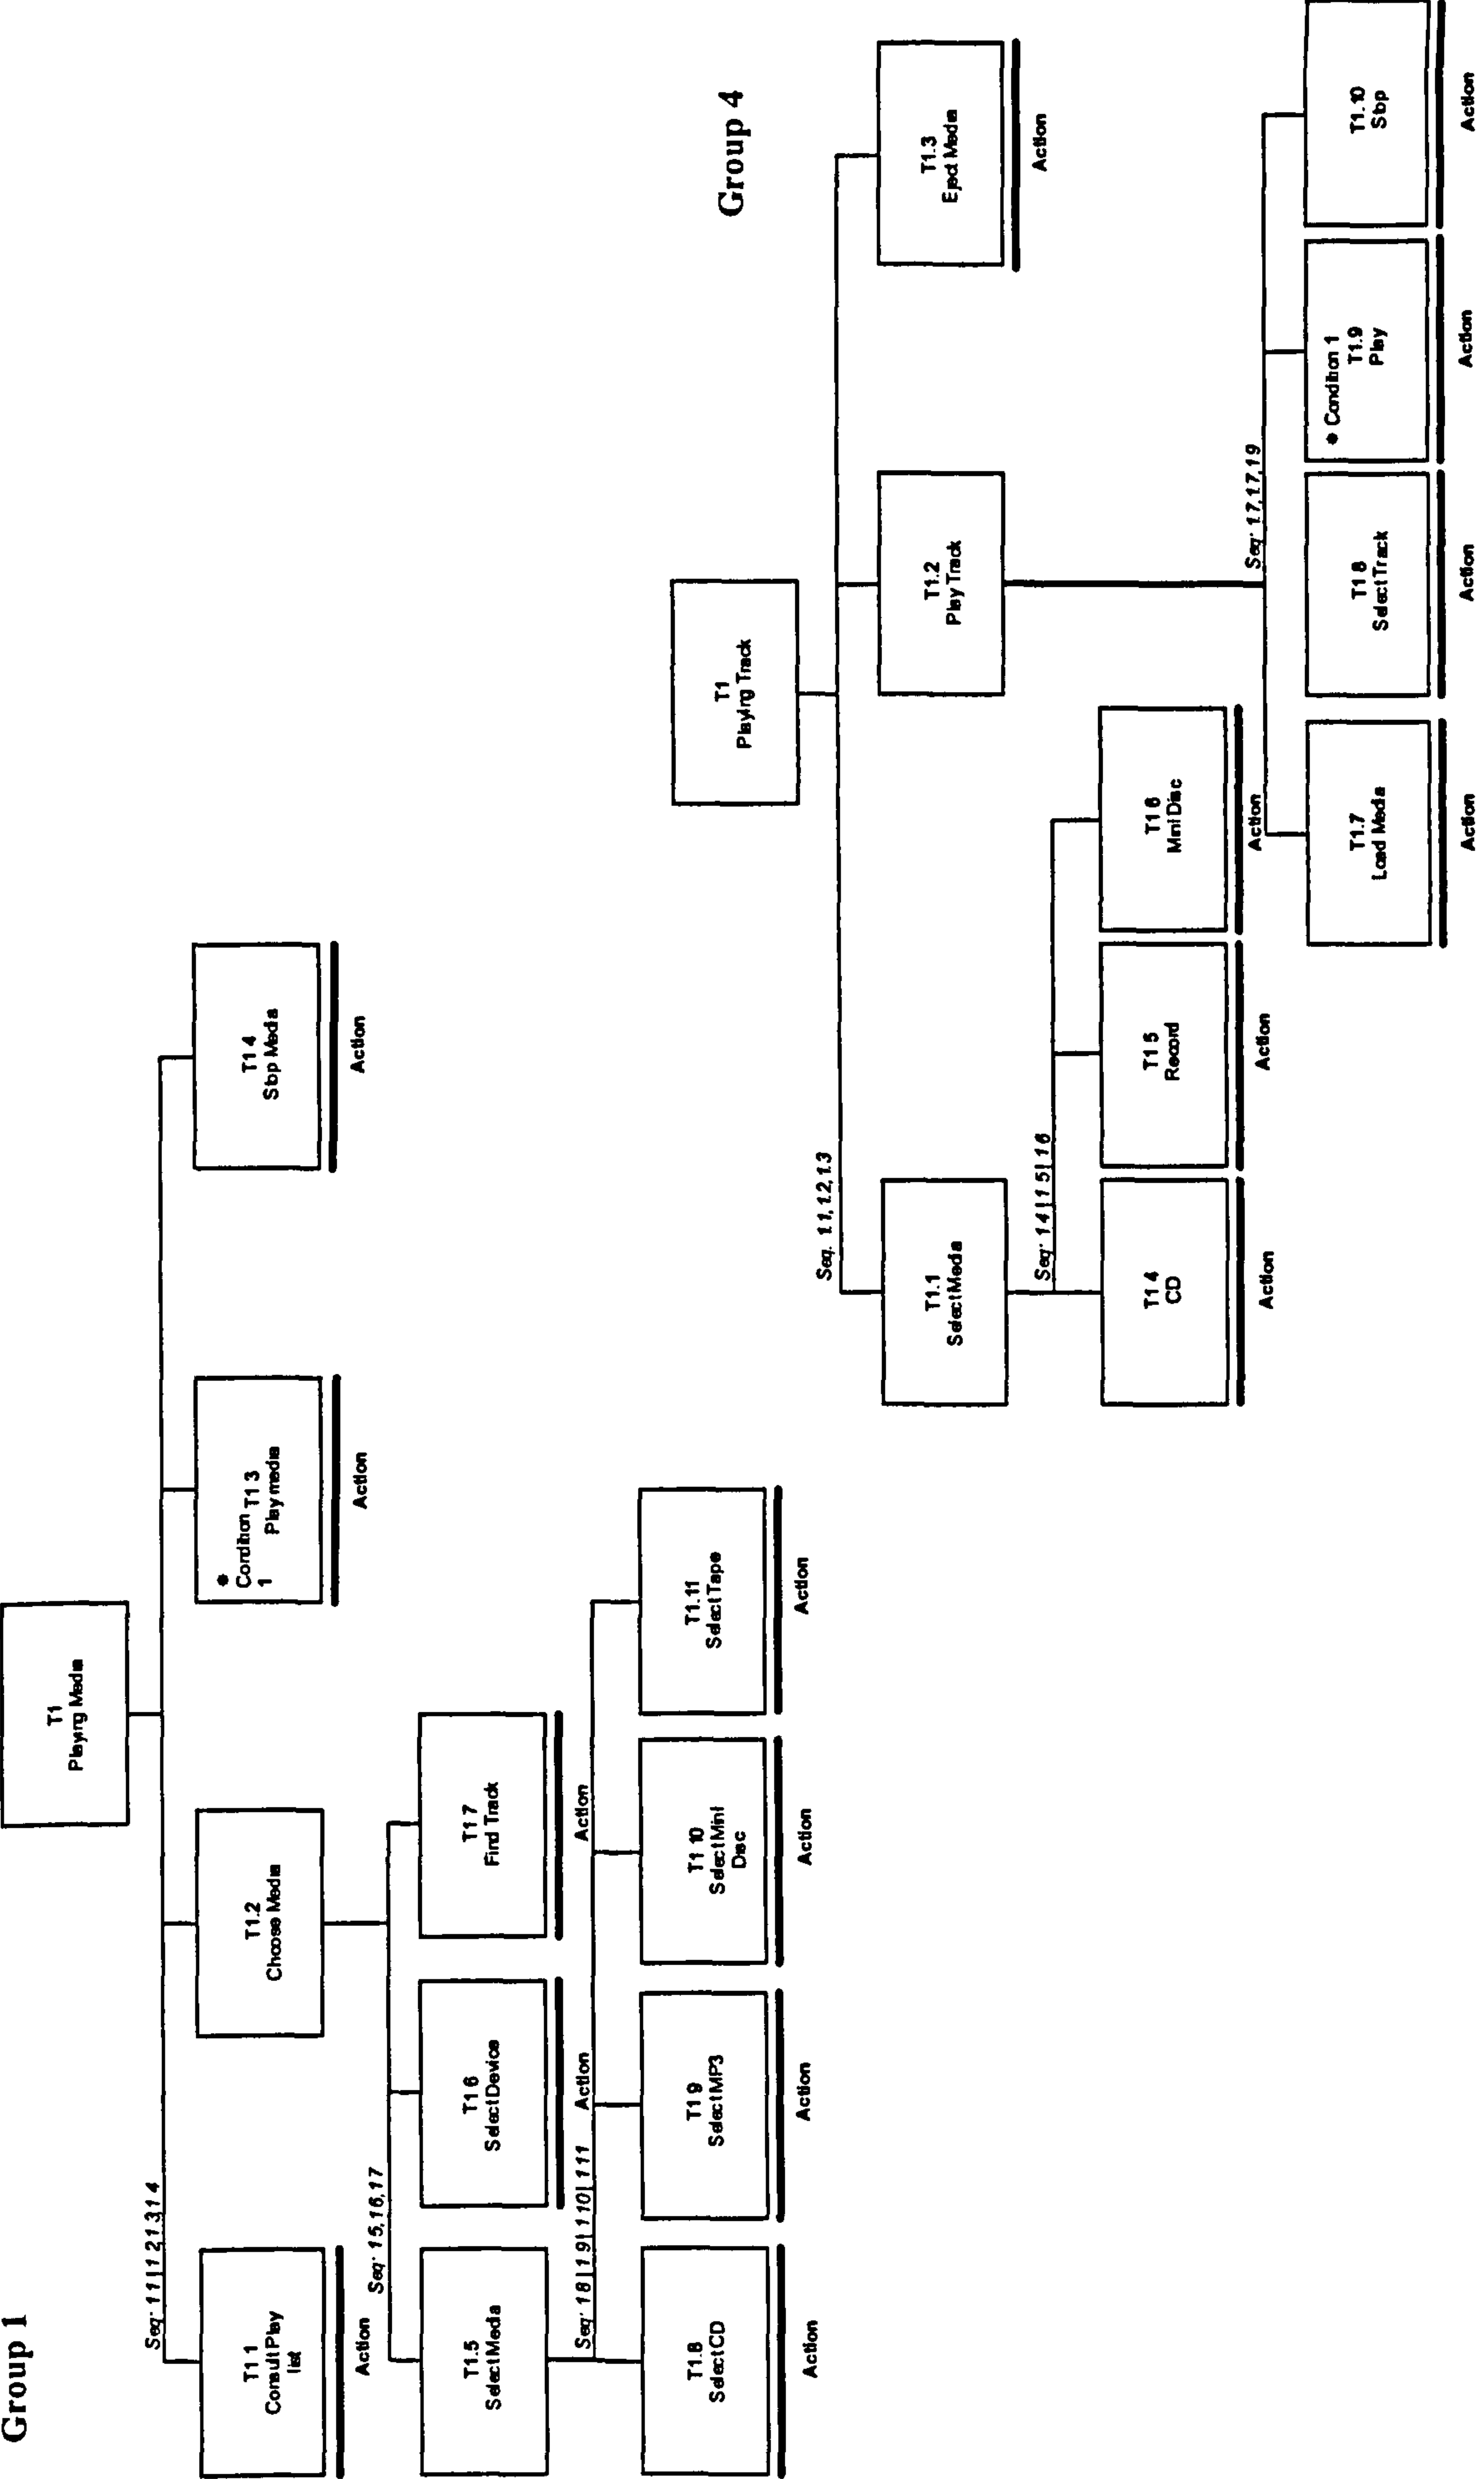 Group 1
T1
Playing Media
Seq· 1 1 | 1 2 1 3,1 4
T1 1
Consult Play
list
Action
T1.2
Choose Media
Condition
1
T1 3
Play media
Action
T1 4
Stop Media
Action
Seq· 1 5,1 6,1 7
T1.5
Select Media
T1 6
Select Device
Action
T1 7
Find Track
Action
Seq· 1 8 | 1 9 | 1 10 | 1 11
T1.8
Select CD
Action
T1 9
Select MP3
Action
T1 10
Select Mini
Disc
Action
T1.11
Select Tape
Action
Group 4
T1
Playing Track
Seq. 1.1,1.2,1.3
T1.1
Select Media
T1.2
Play Track
T1.3
Eject Media
Action
Seq· 1 4 | 1 5 | 1 6
T1 4
CD
Action
T1 5
Record
Action
T1 6
Mini Disc
Action
Seq· 1.7,1.7,1.9
T1.7
Load Media
Action
T1 8
Select Track
Action
Condition 1
T1.9
Play
Action
T1.10
Stop
Action